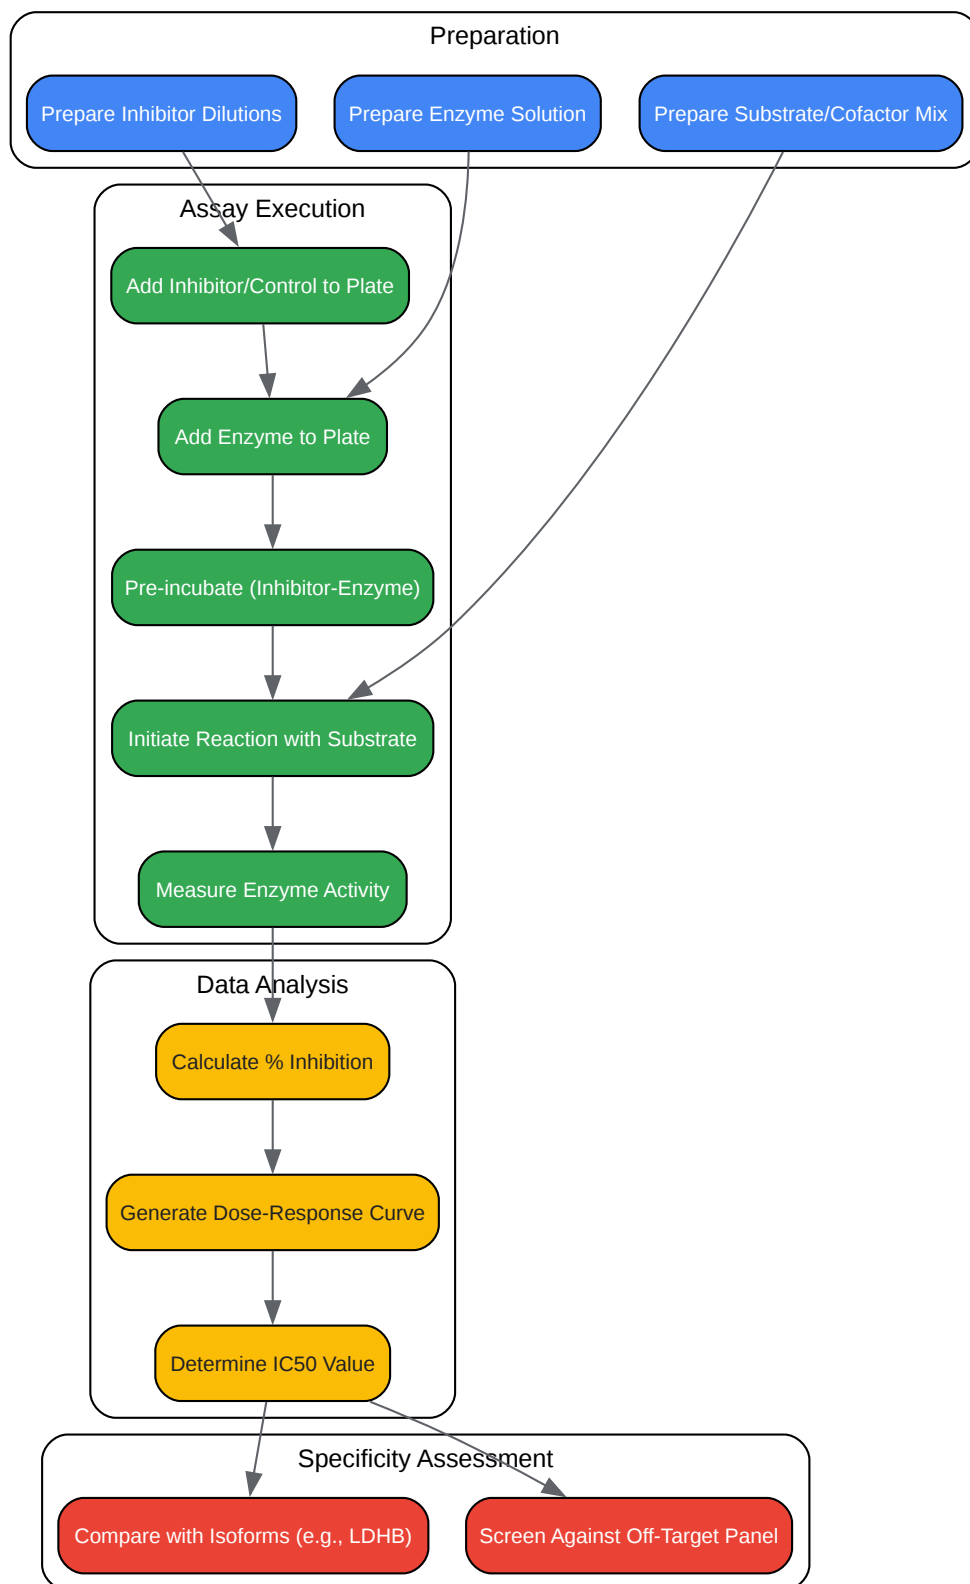 Preparation
Prepare Inhibitor Dilutions
Prepare Enzyme Solution
Prepare Substrate/Cofactor Mix
Assay Execution
Add Inhibitor/Control to Plate
Add Enzyme to Plate
Pre-incubate (Inhibitor-Enzyme)
Initiate Reaction with Substrate
Measure Enzyme Activity
Data Analysis
Calculate % Inhibition
Generate Dose-Response Curve
Determine IC50 Value
Specificity Assessment
Compare with Isoforms (e.g., LDHB)
Screen Against Off-Target Panel